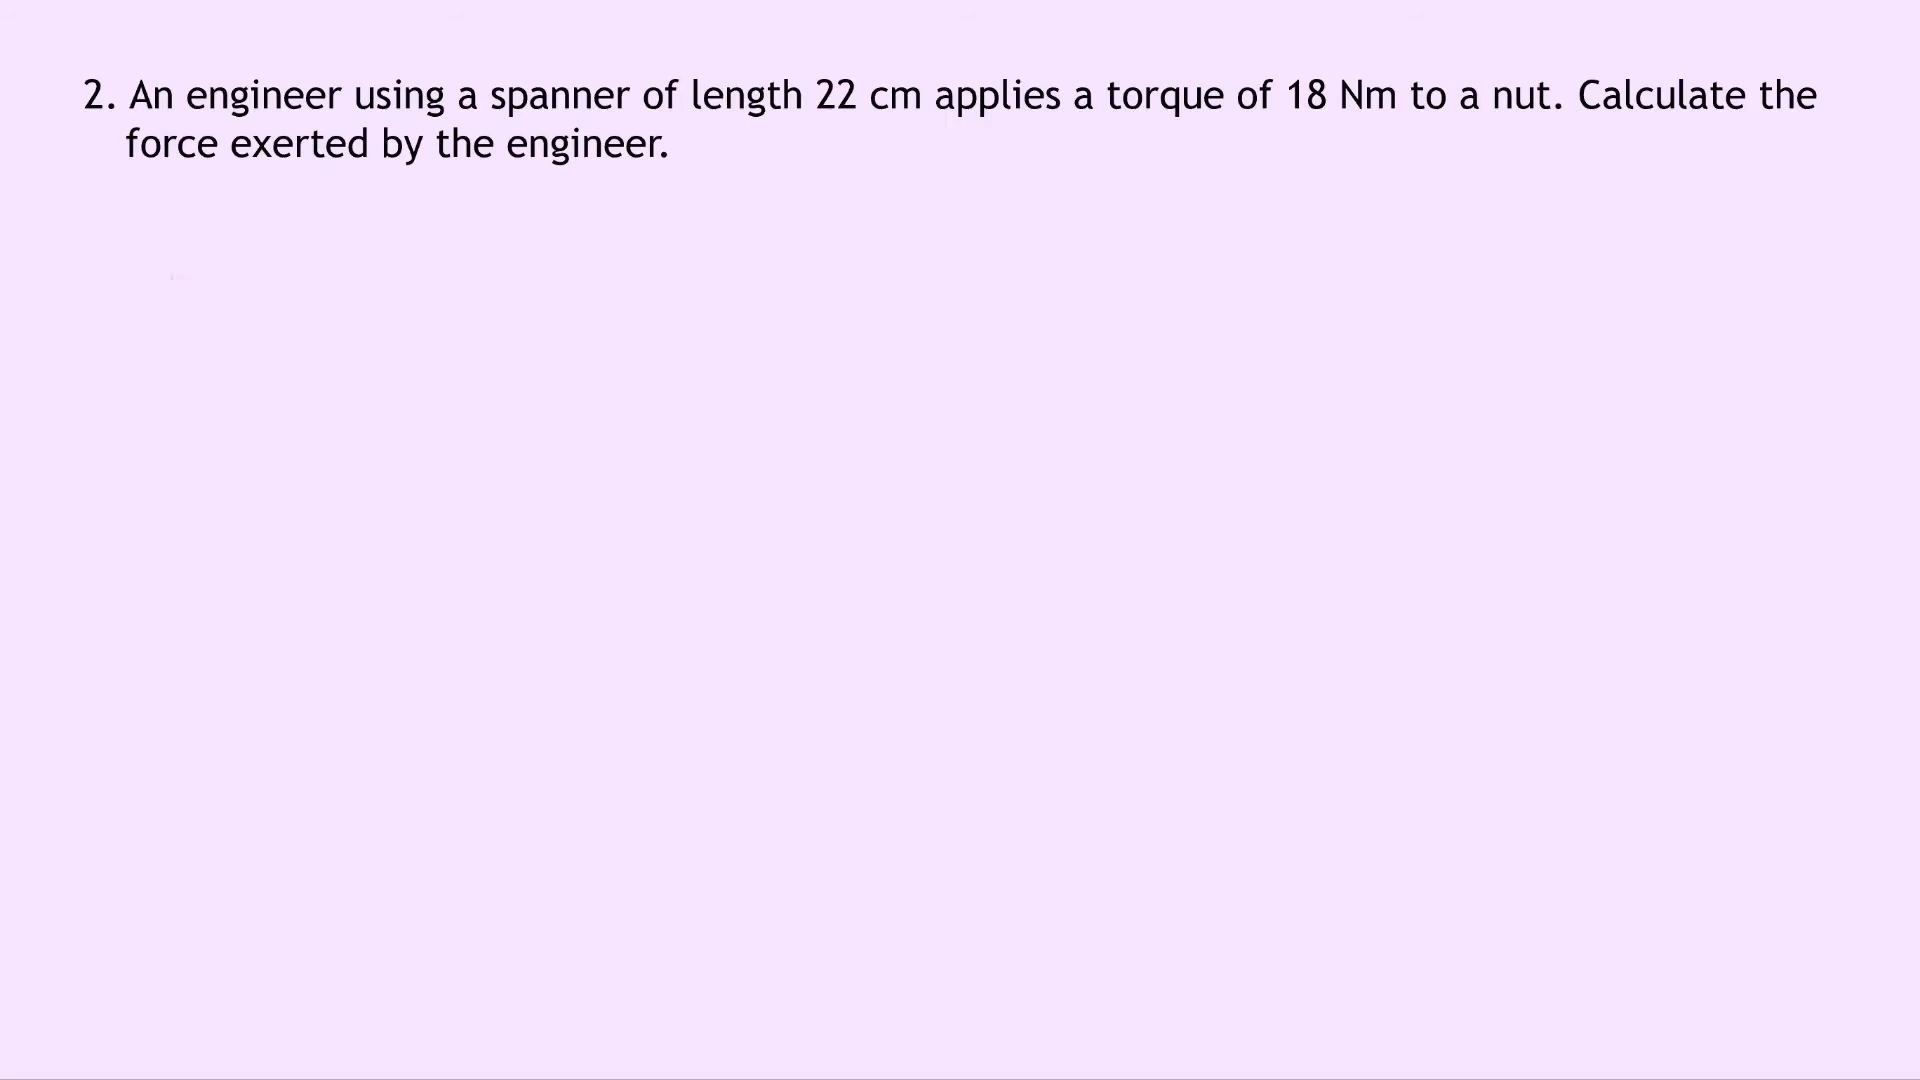 2. An engineer using a spanner of length 22 cm applies a torque of 18 Nm to a nut. Calculate the
force exerted by the engineer.